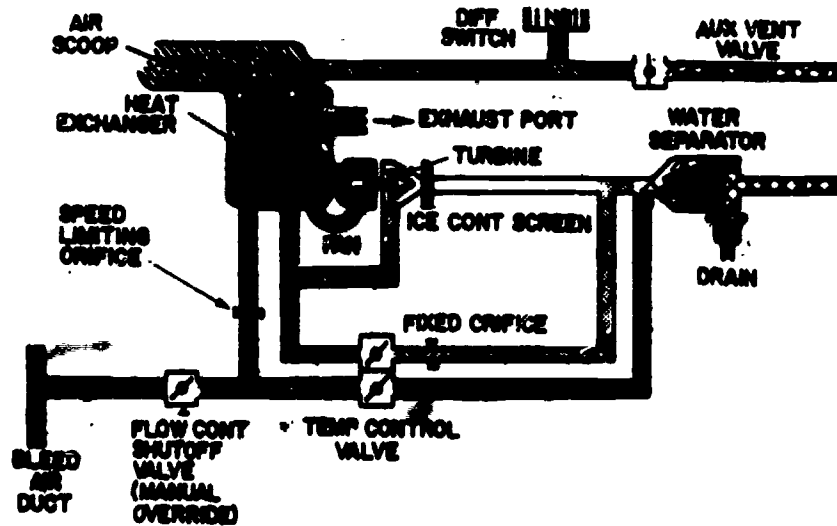 AIR
SCOOP
DIFF
SWITCH
AUX VENT
VALVE
HEAT
EXCHANGER
EXHAUST PORT
WATER
SEPARATOR
TURBINE
SPEED
LIMITING
ORIFICE
FAN
ICE CONT SCREEN
DRAIN
FIXED ORIFICE
FLOW CONT
SHUTOFF
VALVE
(MANUAL
OVERRIDE)
TEMP CONTROL
VALVE
BLEED
AIR
DUCT